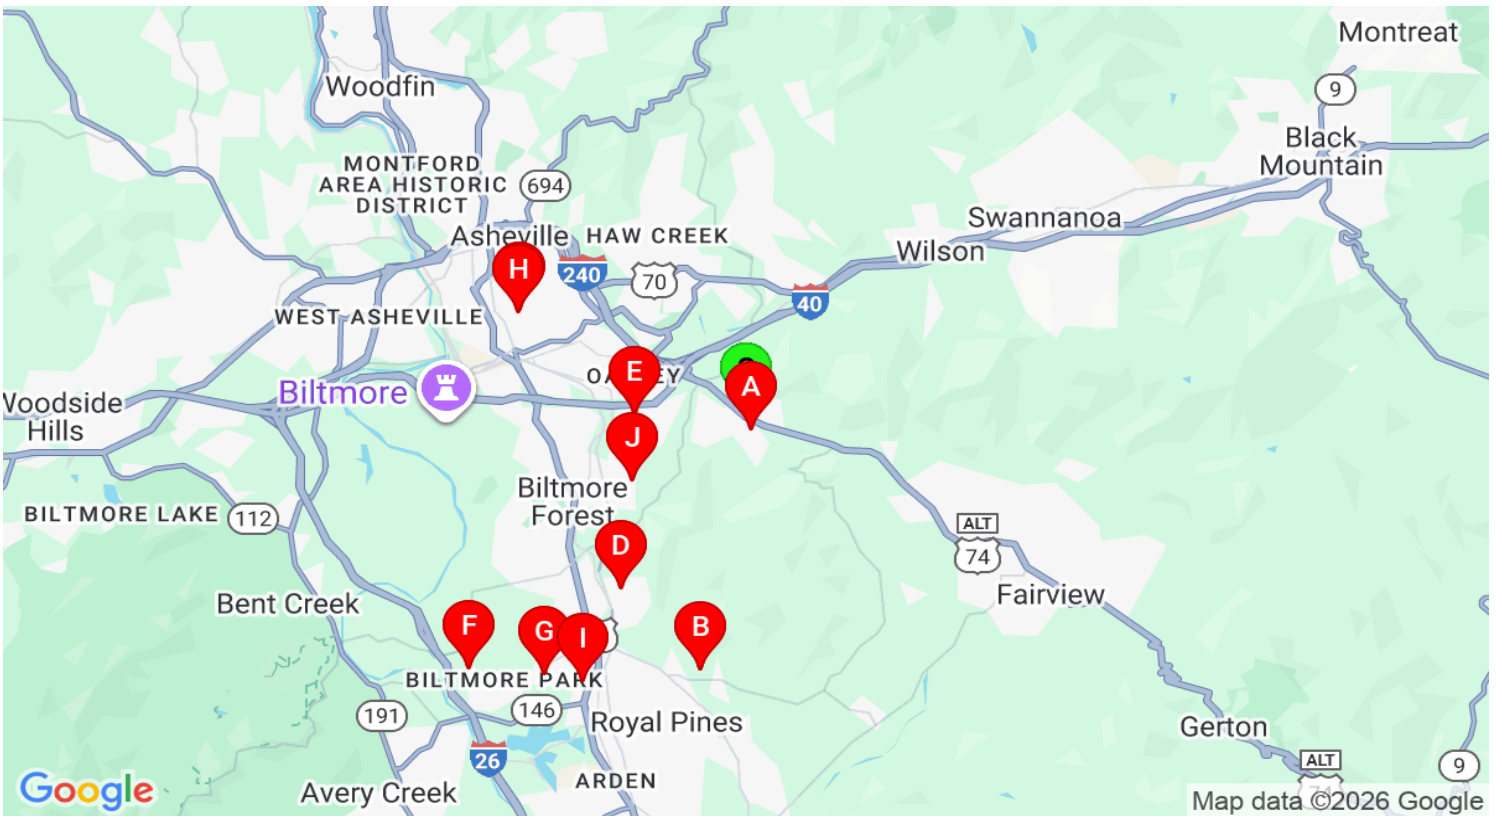 Montreat
Woodfin
9
Black
Mountain
MONTFORD
AREA HISTORIC
DISTRICT
694
Swannanoa
Asheville
HAW CREEK
Wilson
H
240
70
40
WEST ASHEVILLE
E
A
Biltmore
Woodside
Hills
J
Biltmore
Forest
BILTMORE LAKE
112
ALT
74
D
Fairview
Bent Creek
F
G
I
B
BILTMORE PARK
146
191
Royal Pines
Gerton
26
ALT
74
9
ARDEN
Avery Creek
Google
Map data ©2026 Google